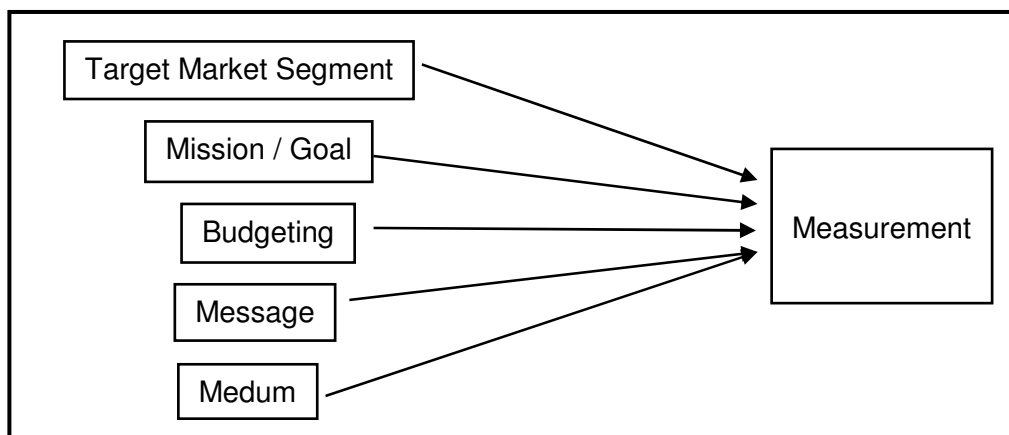 Target Market Segment
Mission / Goal
Budgeting
Message
Medum
Measurement